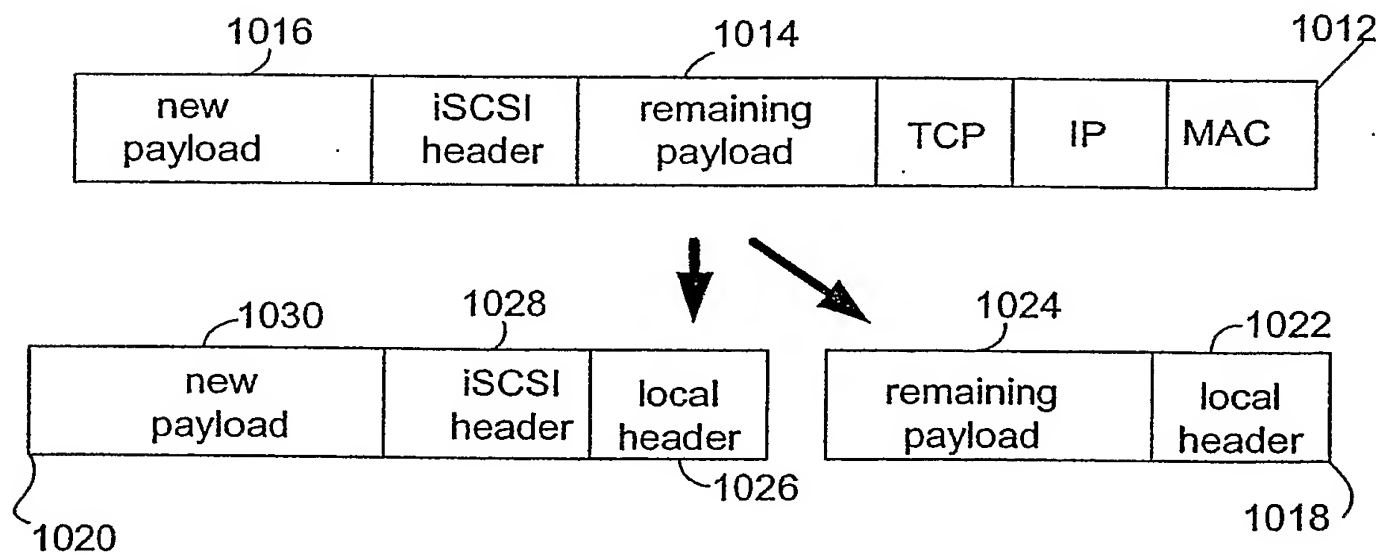 1016
1014
1012
new
payload
iSCSI
header
remaining
payload
TCP
IP
MAC
1030
1028
1024
1022
new
payload
iSCSI
header
local
header
remaining
payload
local
header
1026
1020
1018